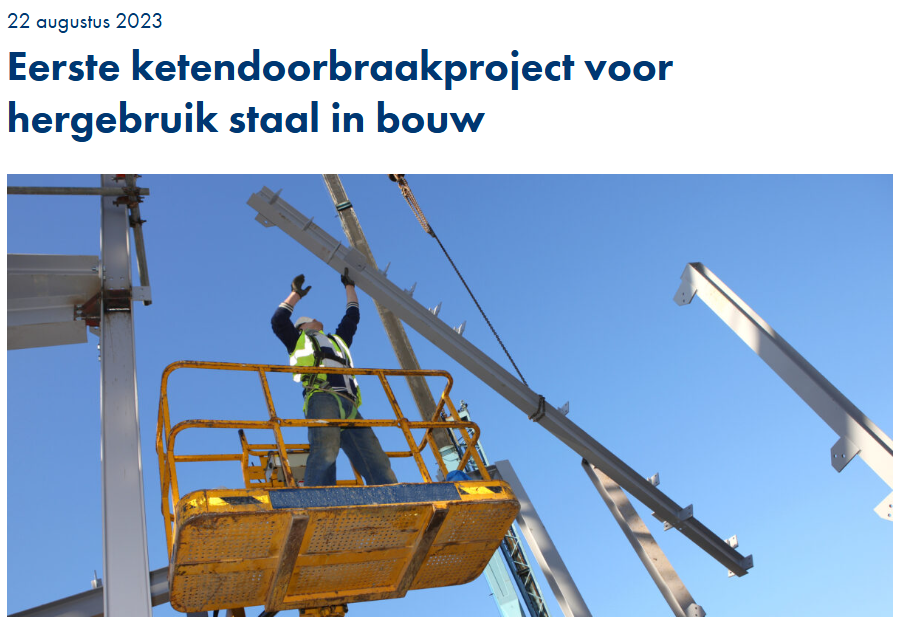 22 augustus 2023
Eerste ketendoorbraakproject voor
hergebruik staal in bouw